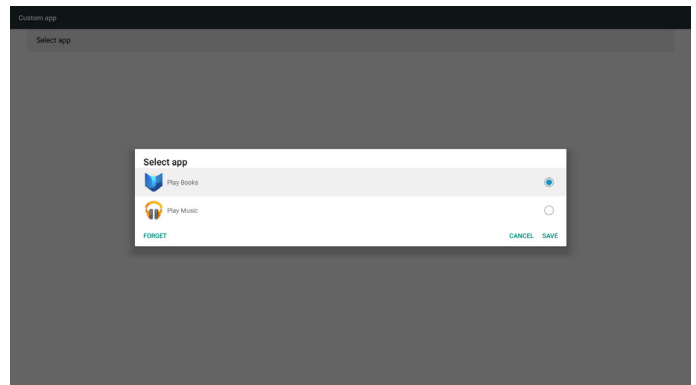 Custom app
Select app
Select app
Play Books
Play Music
FORGET CANCEL SAVE